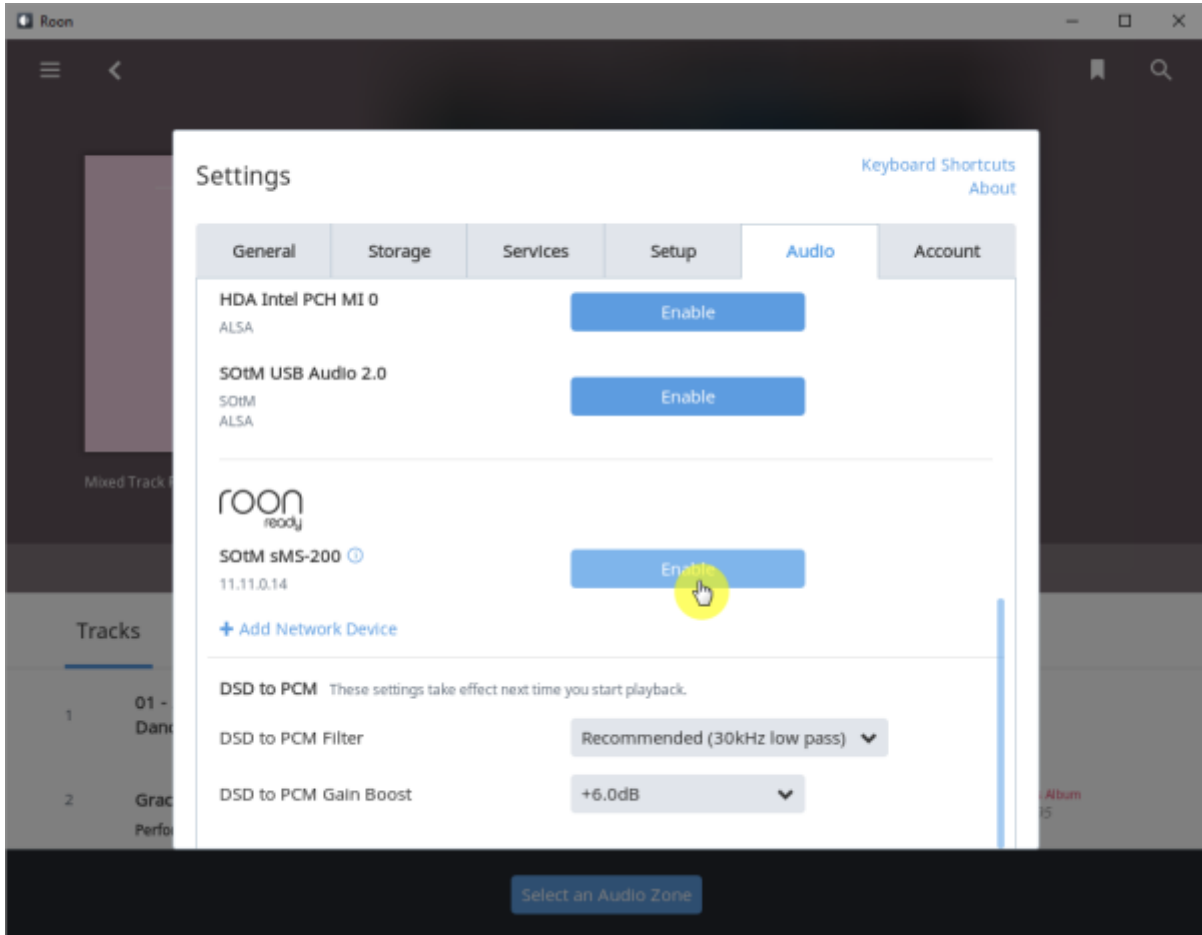 Roon
Settings
Keyboard Shortcuts
About
General Storage Services Setup Audio Account
HDA Intel PCH MI 0
ALSA
Enable
SOtM USB Audio 2.0
SOtM
ALSA
Enable
Mixed Track
roon
ready
SOtM sMS-200
11.11.0.14
Enable
+ Add Network Device
Tracks
DSD to PCM These settings take effect next time you start playback.
1
01 -
DSD to PCM Filter Recommended (30kHz low pass)
DSD to PCM Gain Boost +6.0dB
2
Album
Select an Audio Zone